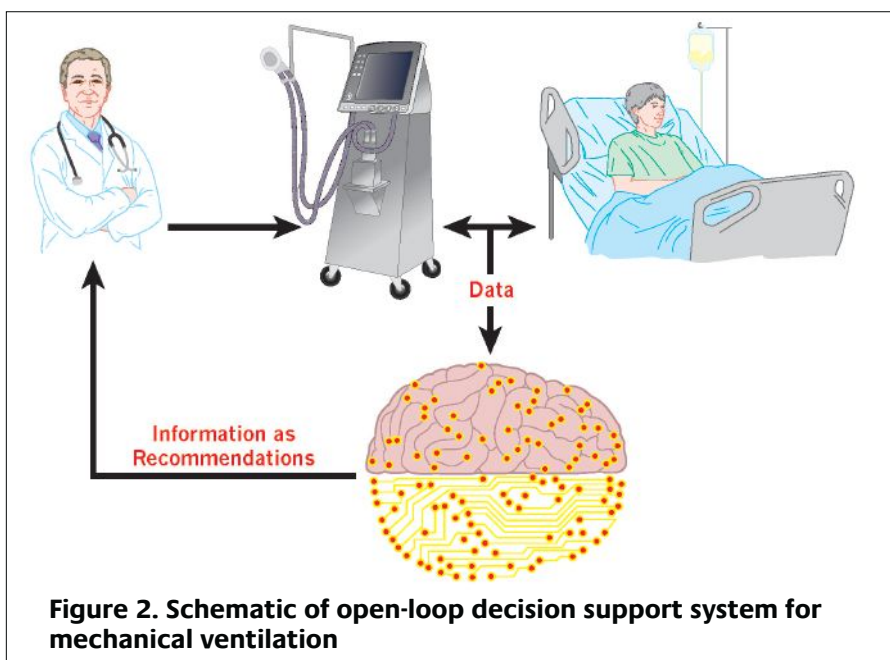 Data
Information as
Recommendations
Figure 2. Schematic of open-loop decision support system for
mechanical ventilation